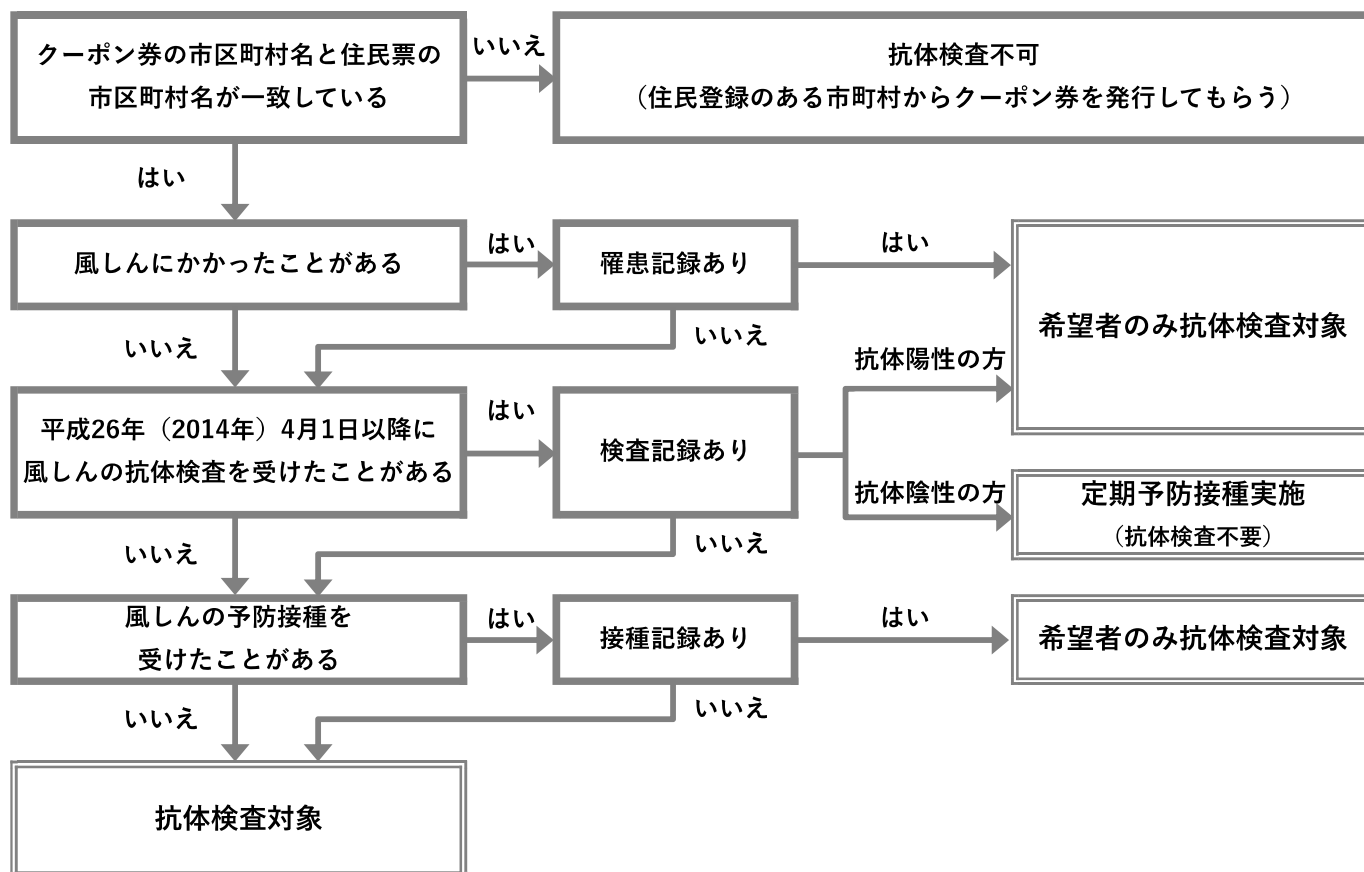 クーポン券の市区町村名と住民票の
市区町村名が一致している
いいえ
抗体検査不可
（住民登録のある市町村からクーポン券を発行してもらう）
はい
風しんにかかったことがある
はい
罹患記録あり
はい
希望者のみ抗体検査対象
いいえ
いいえ
抗体陽性の方
平成26年（2014年）4月1日以降に
風しんの抗体検査を受けたことがある
はい
検査記録あり
抗体陰性の方
定期予防接種実施
（抗体検査不要）
いいえ
いいえ
風しんの予防接種を
受けたことがある
はい
接種記録あり
はい
希望者のみ抗体検査対象
いいえ
いいえ
抗体検査対象